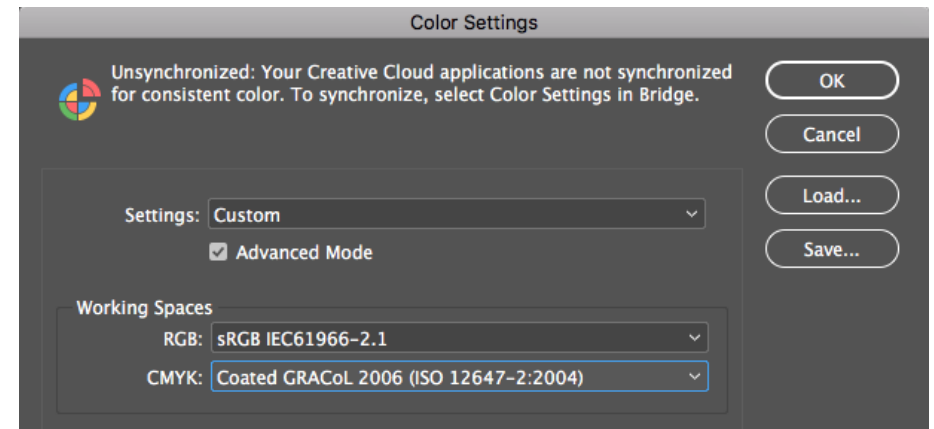 Color Settings
Unsynchronized: Your Creative Cloud applications are not synchronized
for consistent color. To synchronize, select Color Settings in Bridge.
OK
Cancel
Load...
Save...
Settings: Custom
Advanced Mode
Working Spaces
RGB: sRGB IEC61966-2.1
CMYK: Coated GRACoL 2006 (ISO 12647-2:2004)